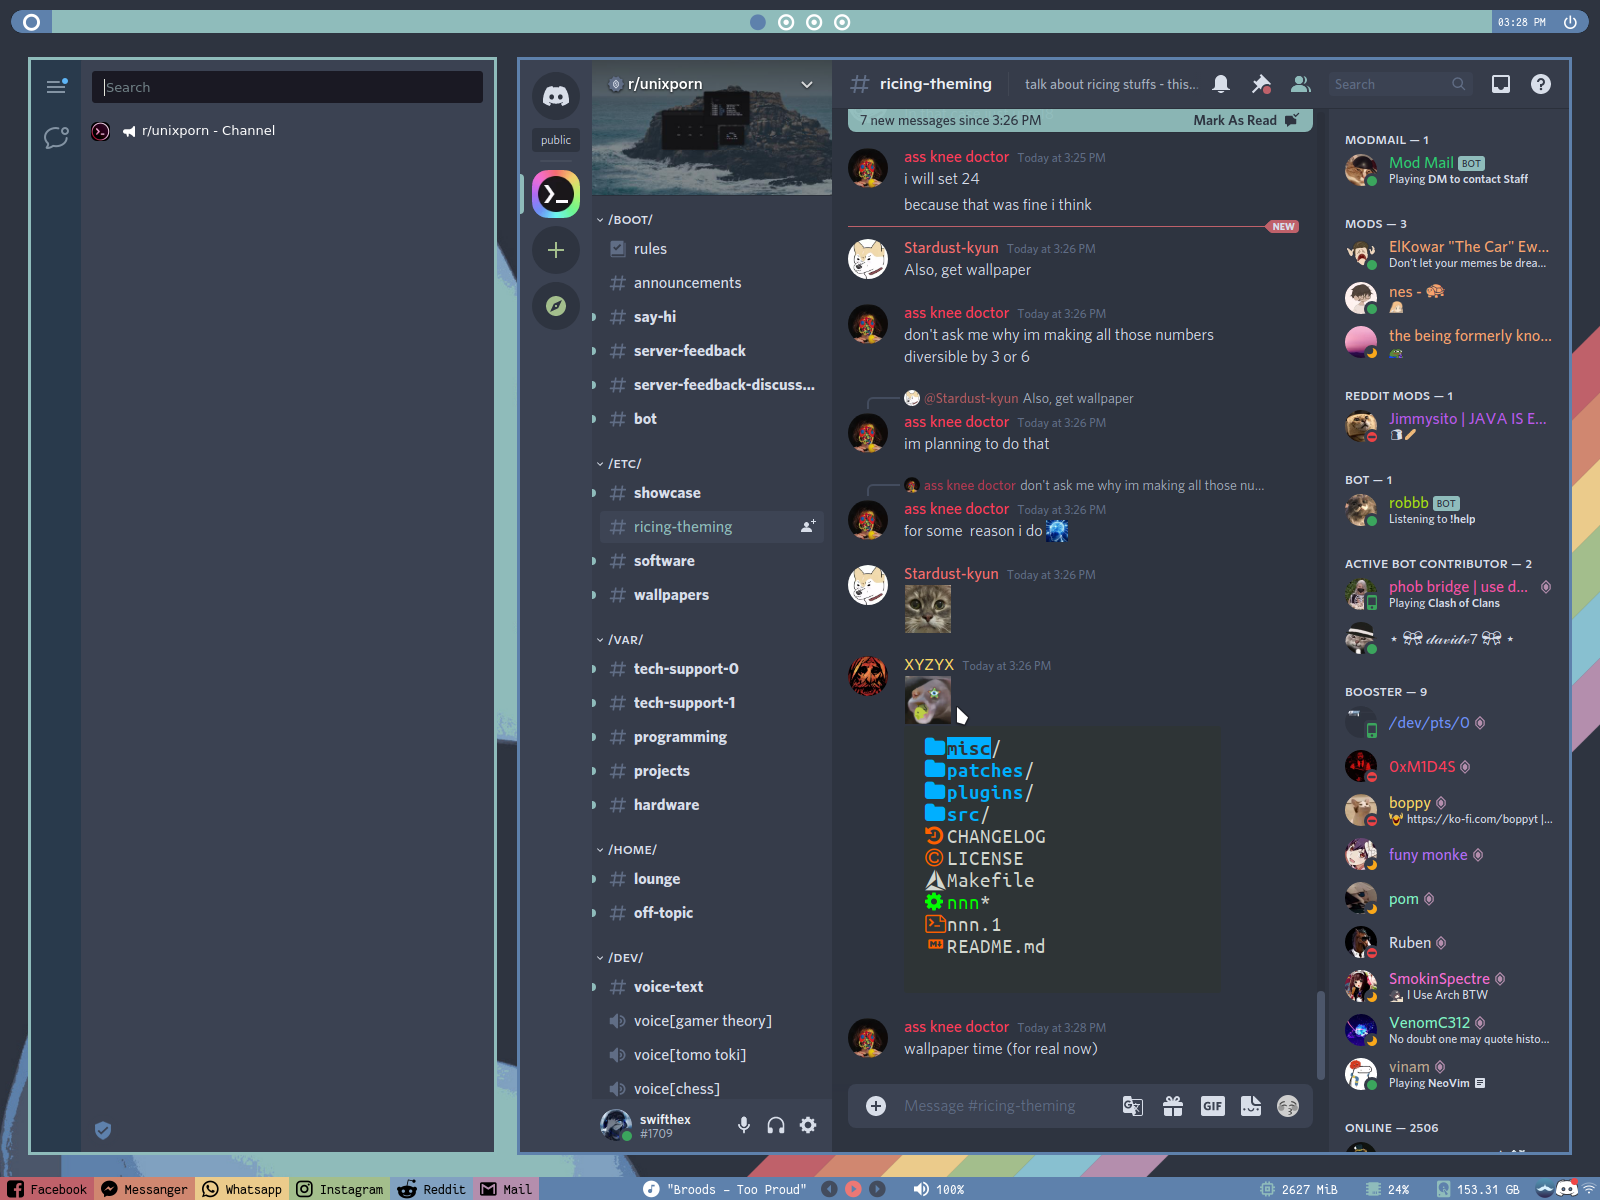 03:28 PM
Search
r/unixporn - Channel
public
r/unixporn
/BOOT/
rules
announcements
say-hi
server-feedback
server-feedback-discuss...
bot
/ETC/
showcase
ricing-theming
software
wallpapers
/VAR/
tech-support-0
tech-support-1
programming
projects
hardware
/HOME/
lounge
off-topic
/DEV/
voice-text
voice[gamer theory]
voice[tomo toki]
voice[chess]
swifthex
#1709
ricing-theming
talk about ricing stuffs - this...
Search
7 new messages since 3:26 PM
Mark As Read
ass knee doctor Today at 3:25 PM
i will set 24
because that was fine i think
NEW
Stardust-kyun Today at 3:26 PM
Also, get wallpaper
ass knee doctor Today at 3:26 PM
don't ask me why im making all those numbers
diversible by 3 or 6
@Stardust-kyun Also, get wallpaper
ass knee doctor Today at 3:26 PM
im planning to do that
ass knee doctor don't ask me why im making all those nu...
ass knee doctor Today at 3:26 PM
for some reason i do
Stardust-kyun Today at 3:26 PM
XYZYX Today at 3:26 PM
misc/
patches/
plugins/
src/
CHANGELOG
LICENSE
Makefile
nnn*
nnn.1
README.md
ass knee doctor Today at 3:28 PM
wallpaper time (for real now)
Message #ricing-theming
GIF
MODMAIL — 1
Mod Mail BOT
Playing DM to contact Staff
MODS — 3
ElKowar "The Car" Ew...
Don't let your memes be drea...
nes - 
the being formerly kno...
REDDIT MODS — 1
Jimmysito | JAVA IS E...
BOT — 1
robbb BOT
Listening to !help
ACTIVE BOT CONTRIBUTOR — 2
phob bridge | use d...
Playing Clash of Clans
⋆ 🎀 𝒹𝒶𝓋𝒾𝒹𝑒7 🎀 ⋆
BOOSTER — 9
/dev/pts/0
0xM1D4S
boppy
https://ko-fi.com/boppyt |...
funy monke
pom
Ruben
SmokinSpectre
I Use Arch BTW
VenomC312
No doubt one may quote histo...
vinam
Playing NeoVim
ONLINE — 2506
Facebook
Messanger
Whatsapp
Instagram
Reddit
Mail
"Broods - Too Proud"
100%
2627 MiB
24%
153.31 GB